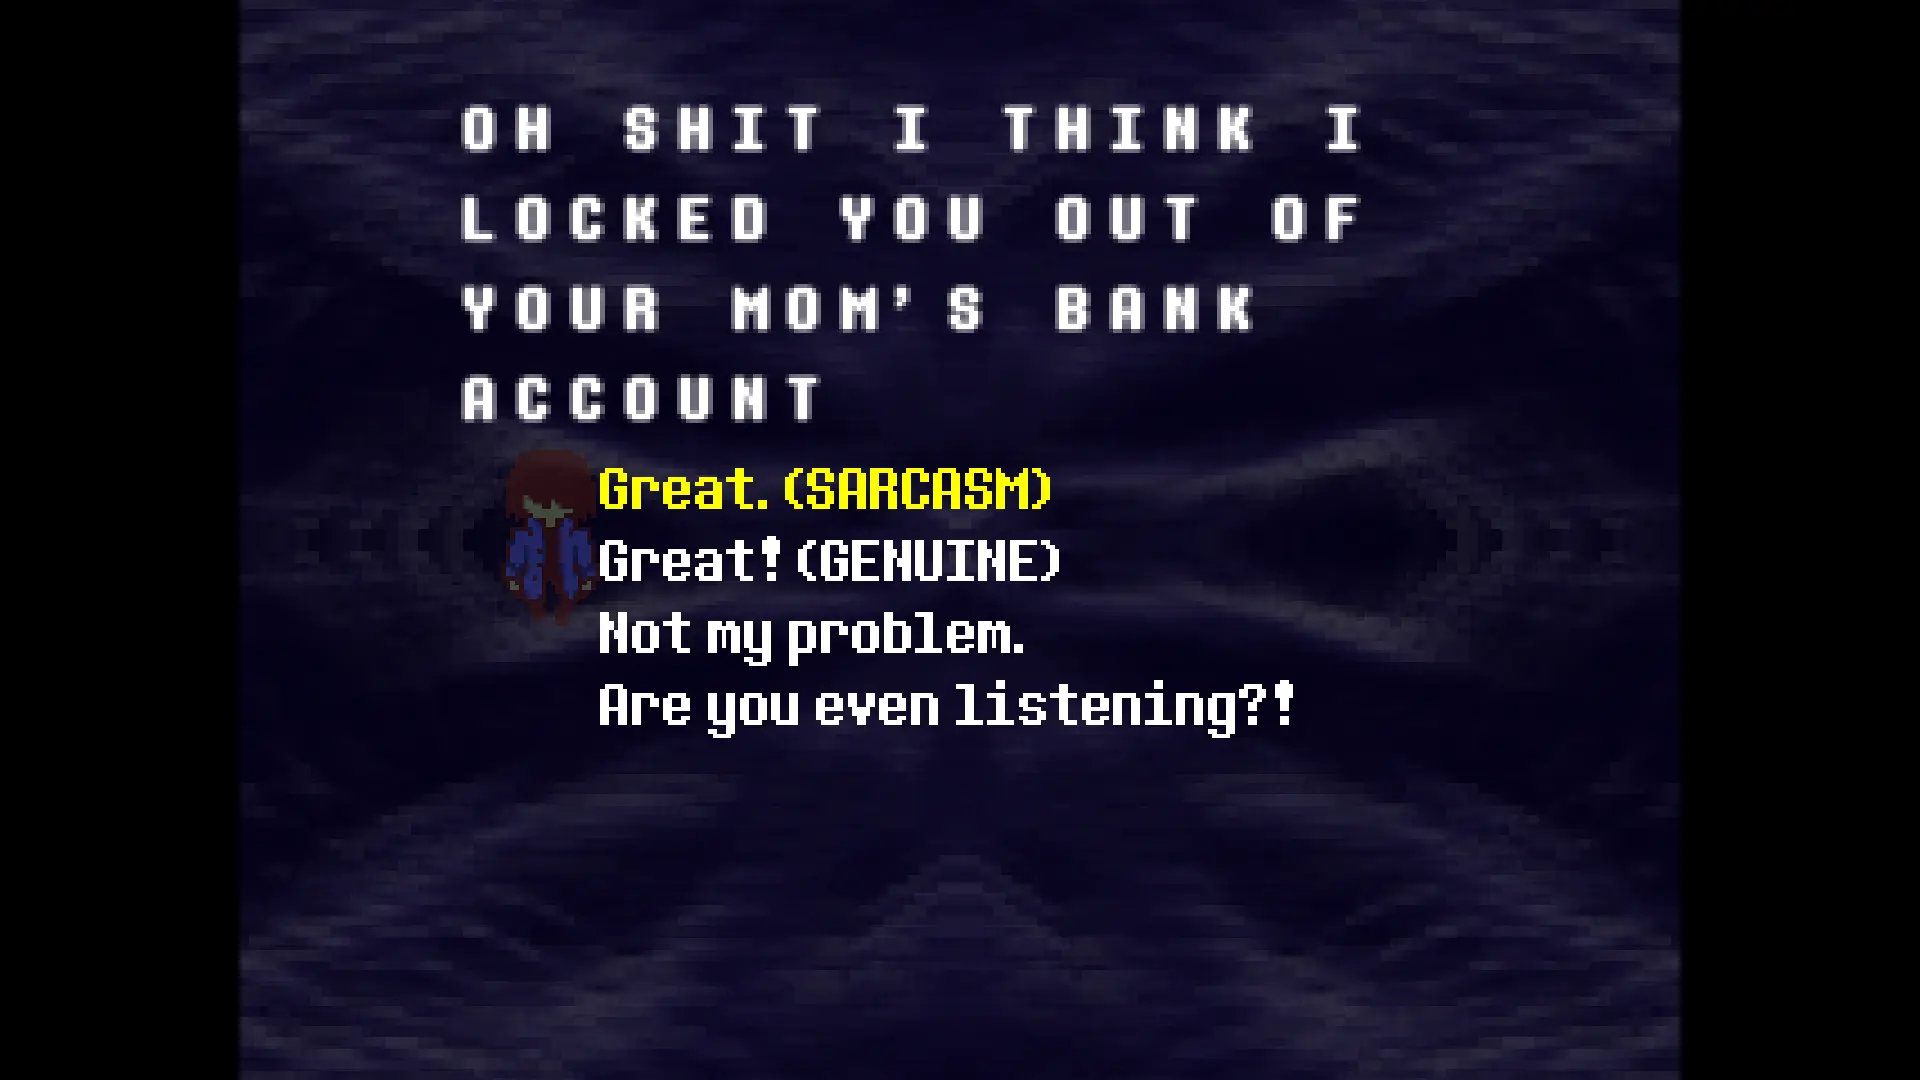 OH SHIT I THINK I
LOCKED YOU OUT OF
YOUR MOM'S BANK
ACCOUNT
Great. (SARCASM)
Great! (GENUINE)
Not my problem.
Are you even listening?!